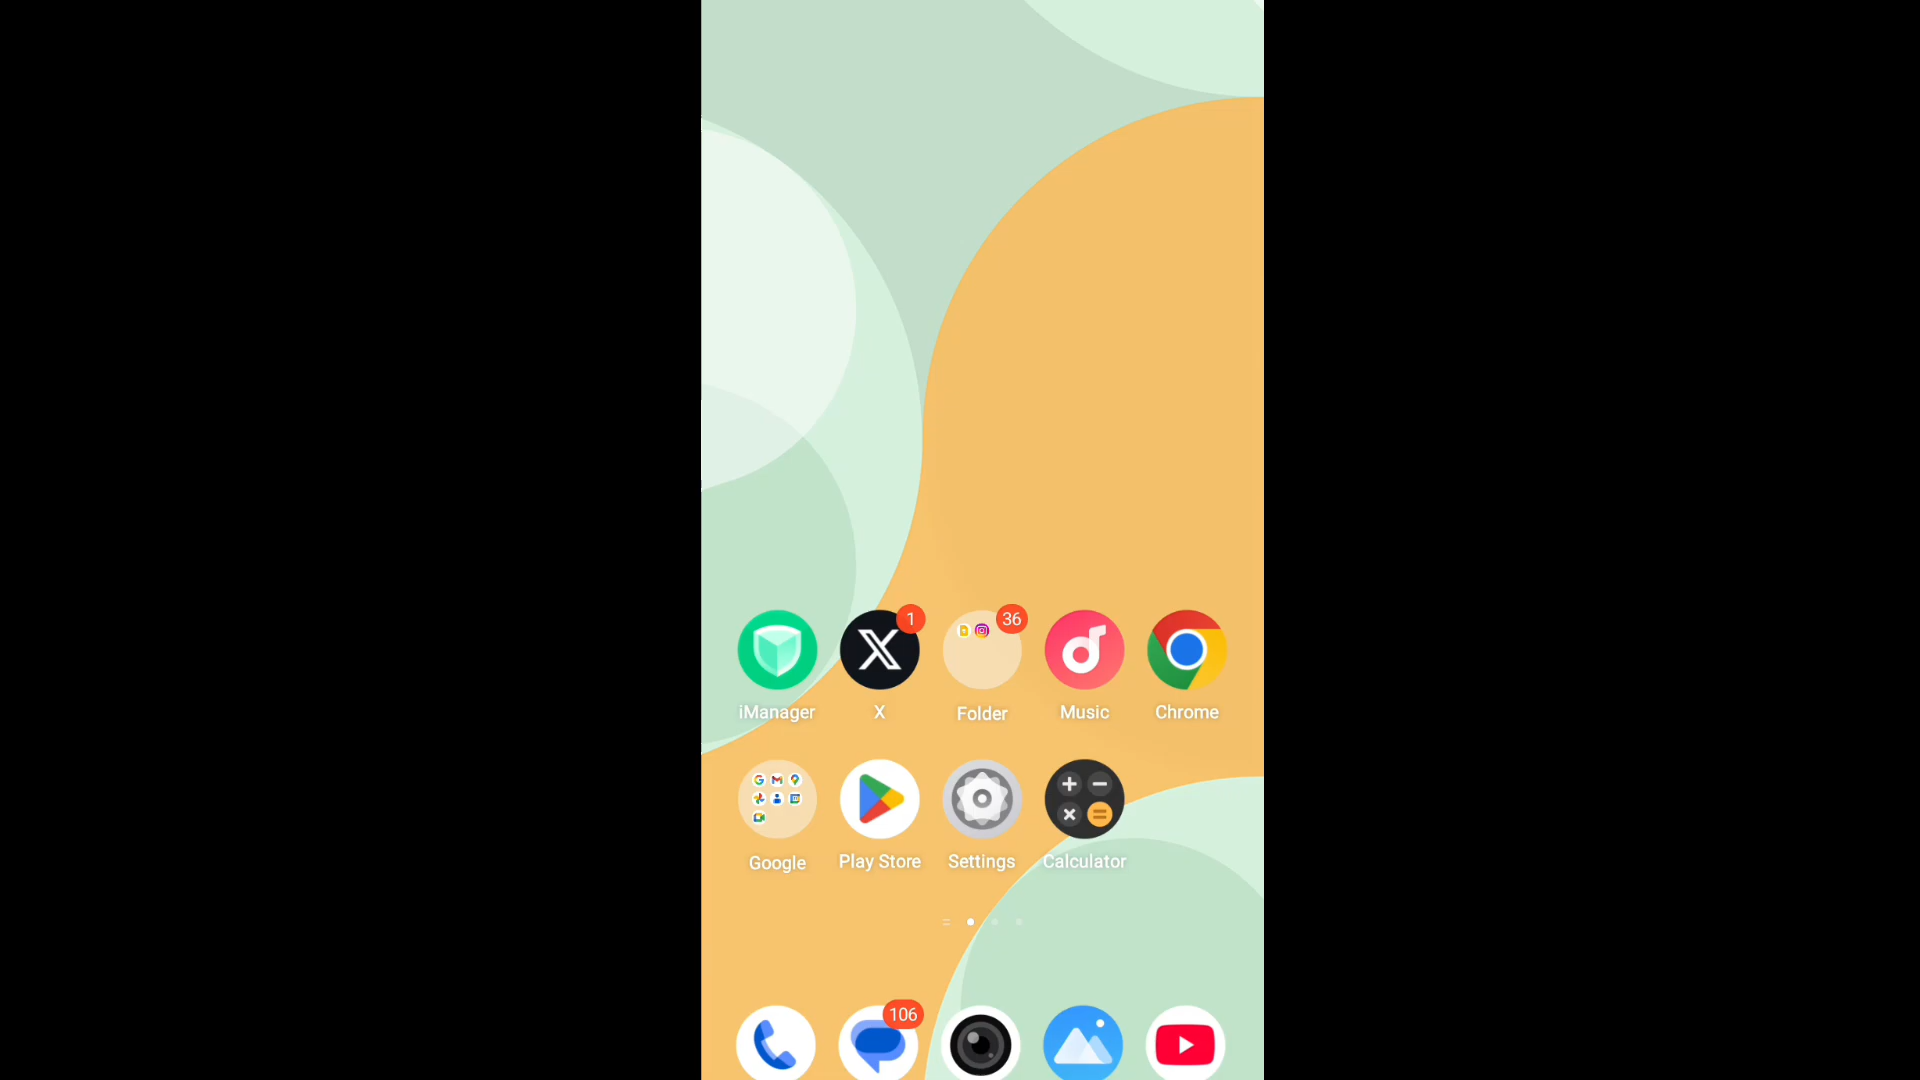 1
36
iManager
X
Folder
Music
Chrome
Google
Play Store
Settings
Calculator
106